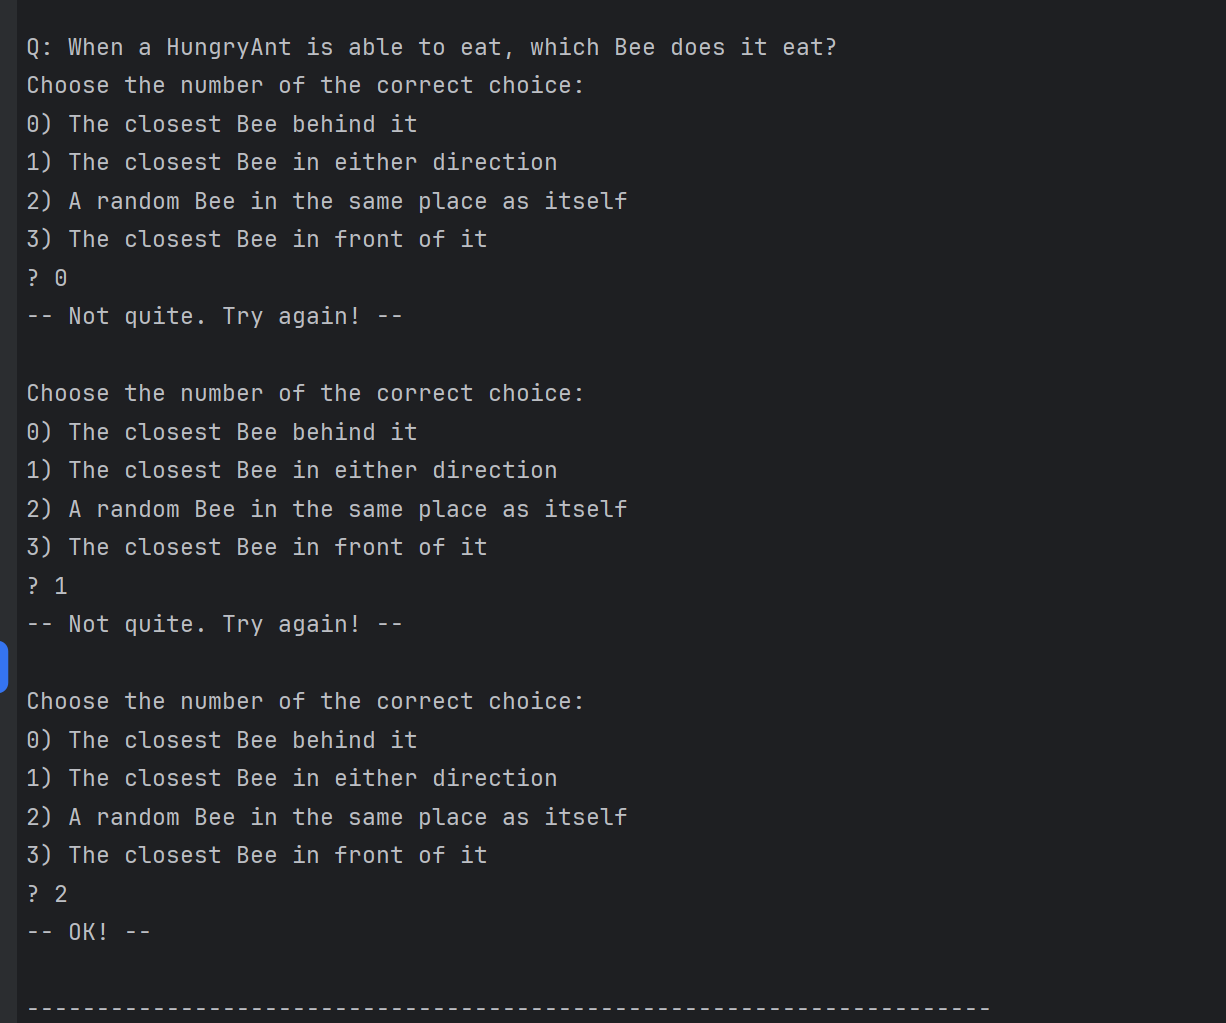 Q: When a HungryAnt is able to eat, which Bee does it eat?
Choose the number of the correct choice:
0) The closest Bee behind it
1) The closest Bee in either direction
2) A random Bee in the same place as itself
3) The closest Bee in front of it
? 0
-- Not quite. Try again! --
Choose the number of the correct choice:
0) The closest Bee behind it
1) The closest Bee in either direction
2) A random Bee in the same place as itself
3) The closest Bee in front of it
? 1
-- Not quite. Try again! --
Choose the number of the correct choice:
0) The closest Bee behind it
1) The closest Bee in either direction
2) A random Bee in the same place as itself
3) The closest Bee in front of it
? 2
-- OK! --
---------------------------------------------------------------------